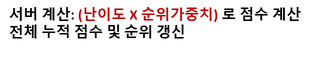 서버 계산: (난이도 X 순위가중치) 로 점수 계산
전체 누적 점수 및 순위 갱신